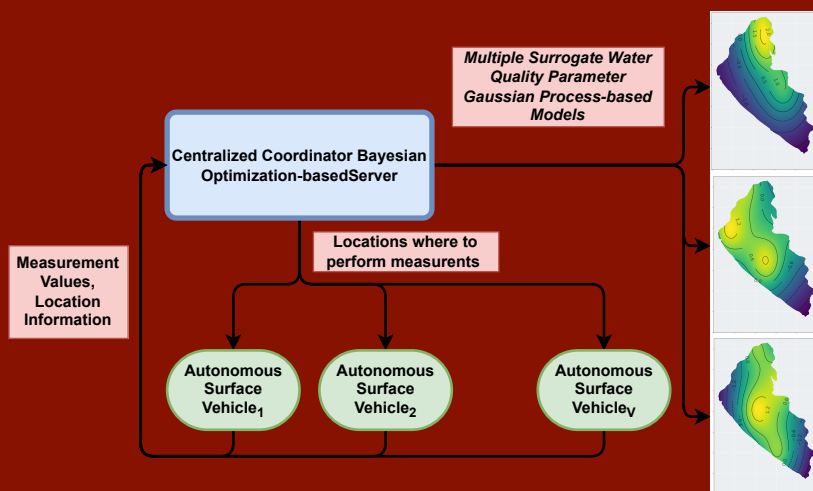 Multiple Surrogate Water
Quality Parameter
Gaussian Process-based
Models
Centralized Coordinator Bayesian
Optimization-basedServer
Locations where to
perform measurents
Measurement
Values,
Location
Information
Autonomous
Surface
Vehicle1
Autonomous
Surface
Vehicle2
Autonomous
Surface
VehicleV